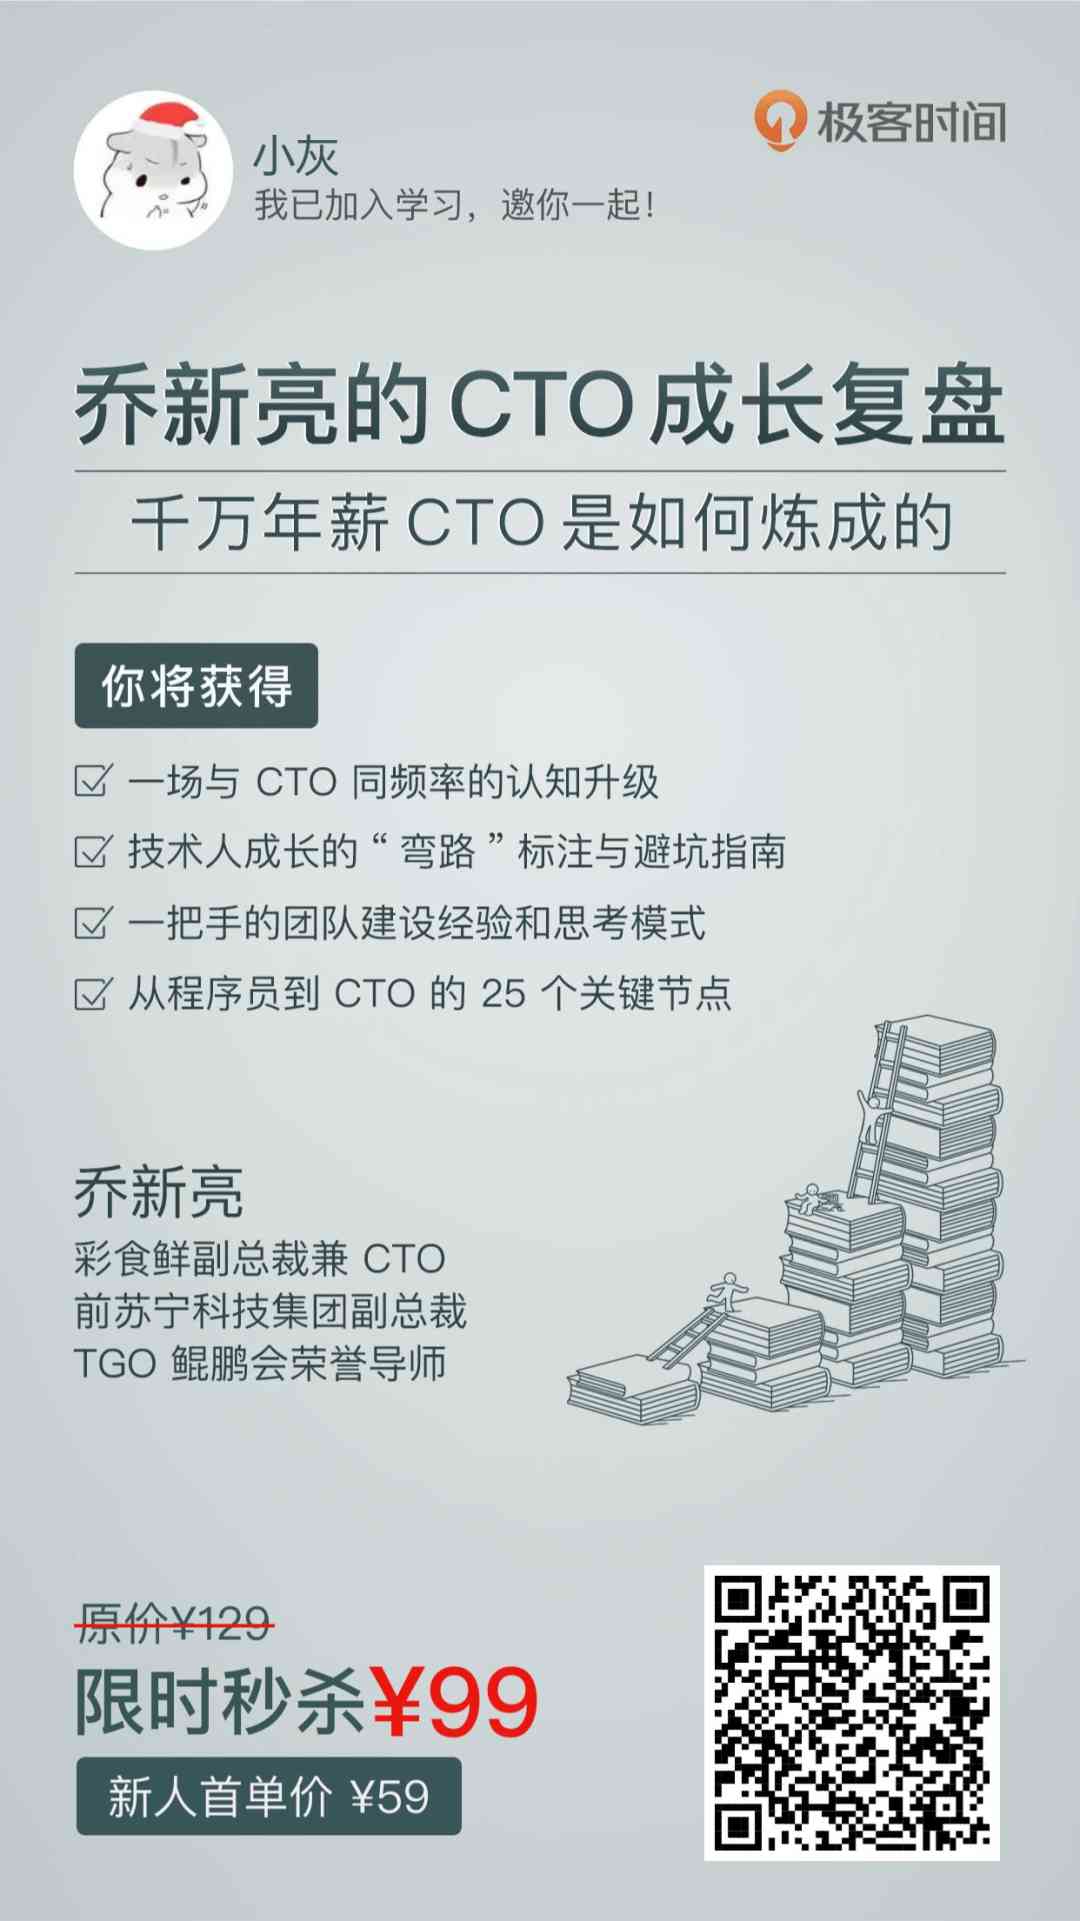 小灰
我已加入学习，邀你一起！
极客时间
乔新亮的CTO成长复盘
千万年薪CTO是如何炼成的
你将获得
一场与 CTO 同频率的认知升级
技术人成长的“弯路”标注与避坑指南
一把手的团队建设经验和思考模式
从程序员到 CTO 的 25 个关键节点
乔新亮
彩食鲜副总裁兼 CTO
前苏宁科技集团副总裁
TGO 鲲鹏会荣誉导师
原价¥129
限时秒杀¥99
新人首单价 ¥59